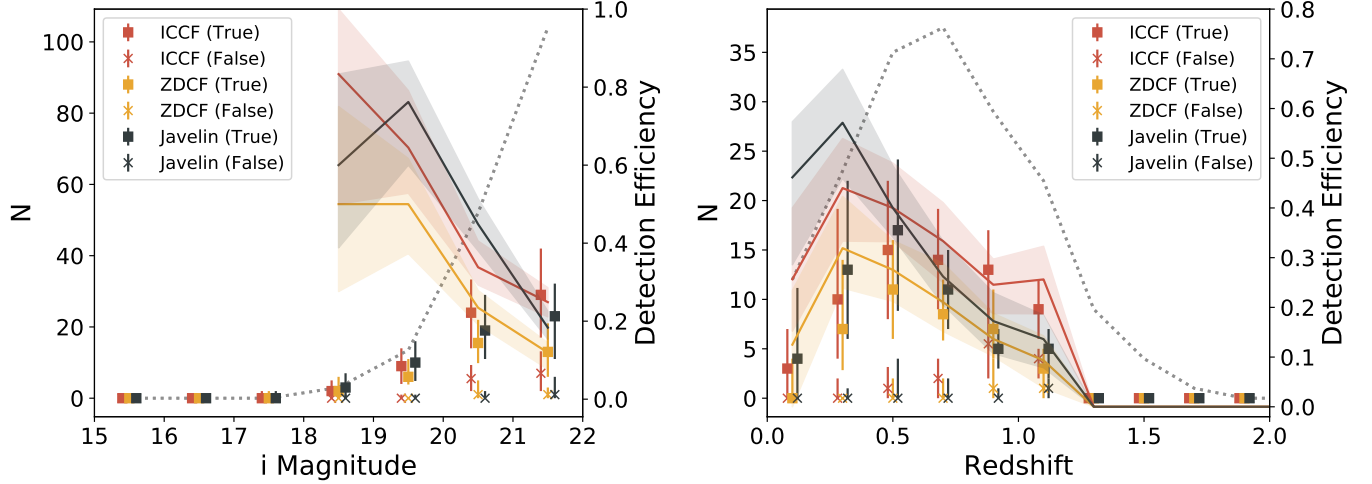 ICCF (True)
ICCF (False)
ZDCF (True)
ZDCF (False)
Javelin (True)
Javelin (False)
N
100
80
60
40
20
0
1.0
0.8
0.6
0.4
0.2
0.0
Detection Efficiency
15 16 17 18 19 20 21 22
i Magnitude
ICCF (True)
ICCF (False)
ZDCF (True)
ZDCF (False)
Javelin (True)
Javelin (False)
N
35
30
25
20
15
10
5
0
0.8
0.7
0.6
0.5
0.4
0.3
0.2
0.1
0.0
Detection Efficiency
0.0 0.5 1.0 1.5 2.0
Redshift